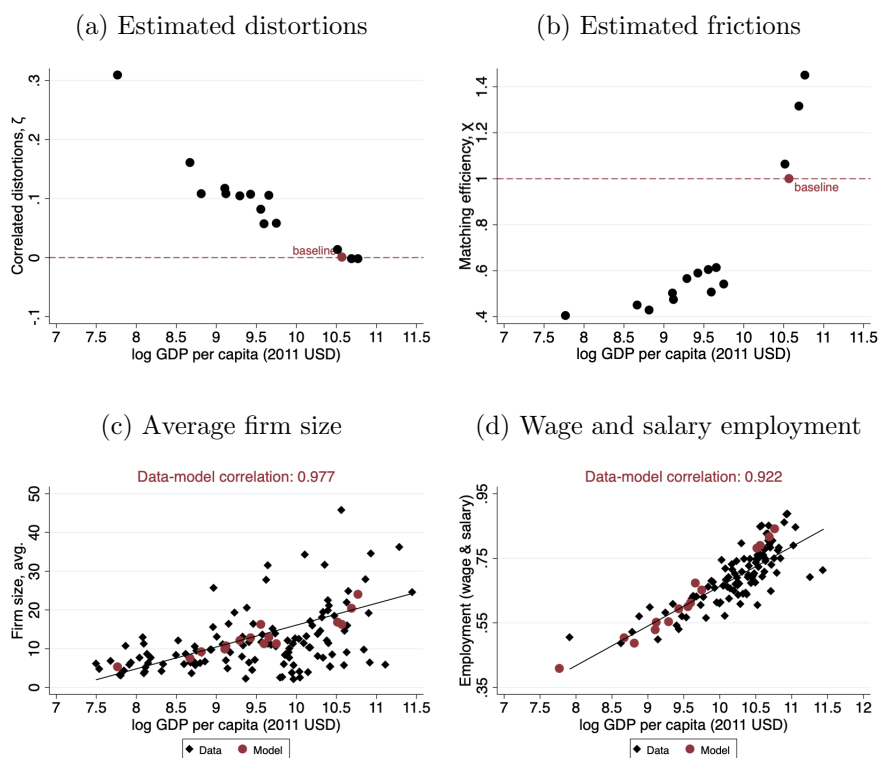 (a) Estimated distortions
(b) Estimated frictions
Correlated distortions, ζ
.3
.2
0.1
0
-.1
baseline
7 7.5 8 8.5 9 9.5 10 10.5 11 11.5
log GDP per capita (2011 USD)
Matching efficiency, χ
1.4
1.2
1
.8
.6
.4
baseline
7 7.5 8 8.5 9 9.5 10 10.5 11 11.5
log GDP per capita (2011 USD)
(c) Average firm size
(d) Wage and salary employment
Data-model correlation: 0.977
Firm size, avg.
50
40
30
20
10
0
7 7.5 8 8.5 9 9.5 10 10.5 11 11.5
log GDP per capita (2011 USD)
Data Model
Data-model correlation: 0.922
Employment (wage & salary)
.95
.75
.55
.35
7 7.5 8 8.5 9 9.5 10 10.5 11 11.5 12
log GDP per capita (2011 USD)
Data Model